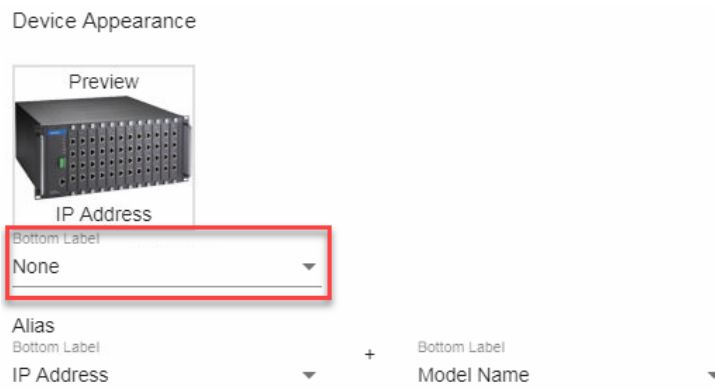 Device Appearance
Preview
IP Address
Bottom Label
None
Alias
Bottom Label + Bottom Label
IP Address Model Name